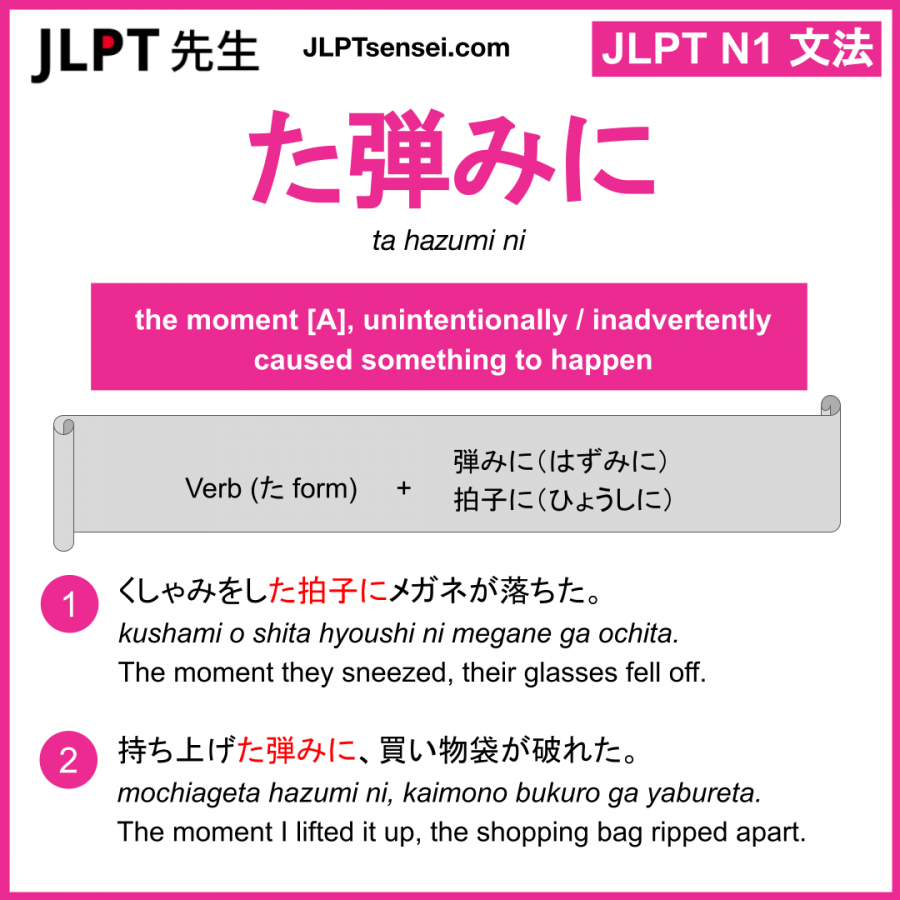 JLPT 先生
JLPTsensei.com
JLPT N1 文法
た弾みに
ta hazumi ni
the moment [A], unintentionally / inadvertently
caused something to happen
Verb (た form) +
弾みに(はずみに)
拍子に(ひょうしに)
1
くしゃみをした拍子にメガネが落ちた。
kushami o shita hyoushi ni megane ga ochita.
The moment they sneezed, their glasses fell off.
2
持ち上げた弾みに、買い物袋が破れた。
mochiageta hazumi ni, kaimono bukuro ga yabureta.
The moment I lifted it up, the shopping bag ripped apart.